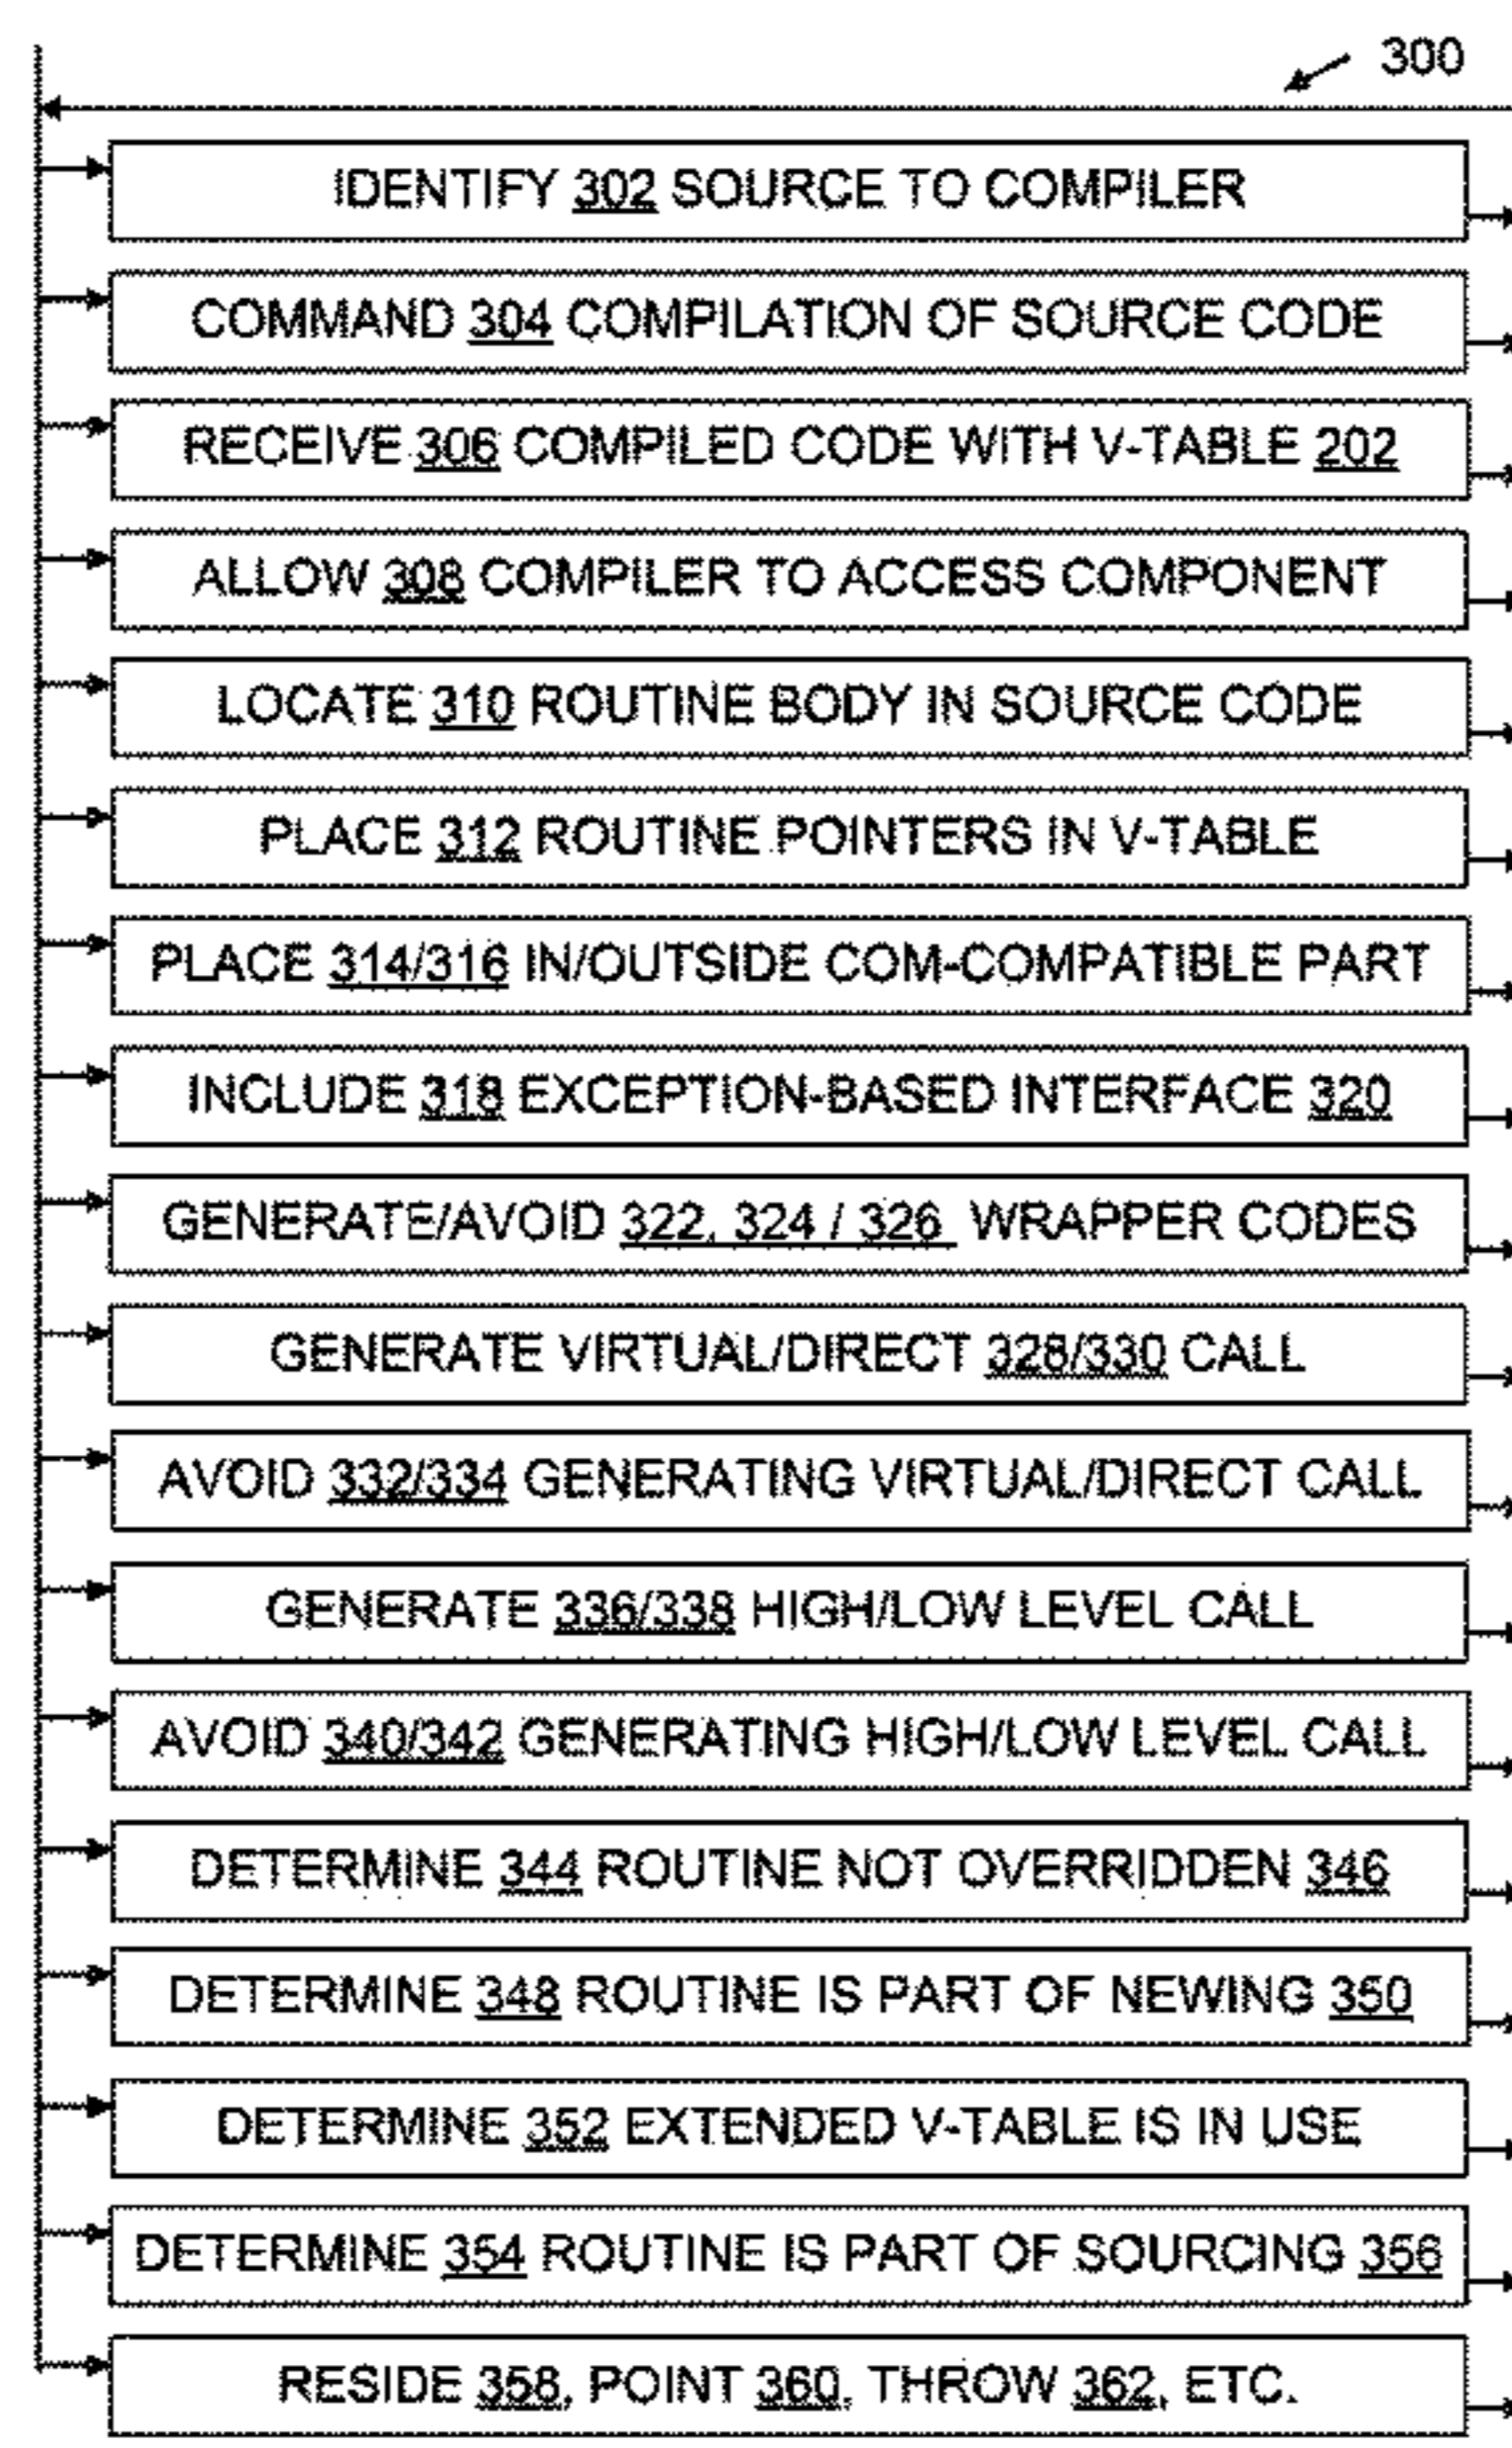 300
IDENTIFY 302 SOURCE TO COMPILER
COMMAND 304 COMPILATION OF SOURCE CODE
RECEIVE 306 COMPILED CODE WITH V-TABLE 202
ALLOW 308 COMPILER TO ACCESS COMPONENT
LOCATE 310 ROUTINE BODY IN SOURCE CODE
PLACE 312 ROUTINE POINTERS IN V-TABLE
PLACE 314/316 IN/OUTSIDE COM-COMPATIBLE PART
INCLUDE 318 EXCEPTION-BASED INTERFACE 320
GENERATE/AVOID 322, 324 / 326 WRAPPER CODES
GENERATE VIRTUAL/DIRECT 328/330 CALL
AVOID 332/334 GENERATING VIRTUAL/DIRECT CALL
GENERATE 336/338 HIGH/LOW LEVEL CALL
AVOID 340/342 GENERATING HIGH/LOW LEVEL CALL
DETERMINE 344 ROUTINE NOT OVERRIDDEN 346
DETERMINE 348 ROUTINE IS PART OF NEWING 350
DETERMINE 352 EXTENDED V-TABLE IS IN USE
DETERMINE 354 ROUTINE IS PART OF SOURCING 356
RESIDE 358, POINT 360, THROW 362, ETC.